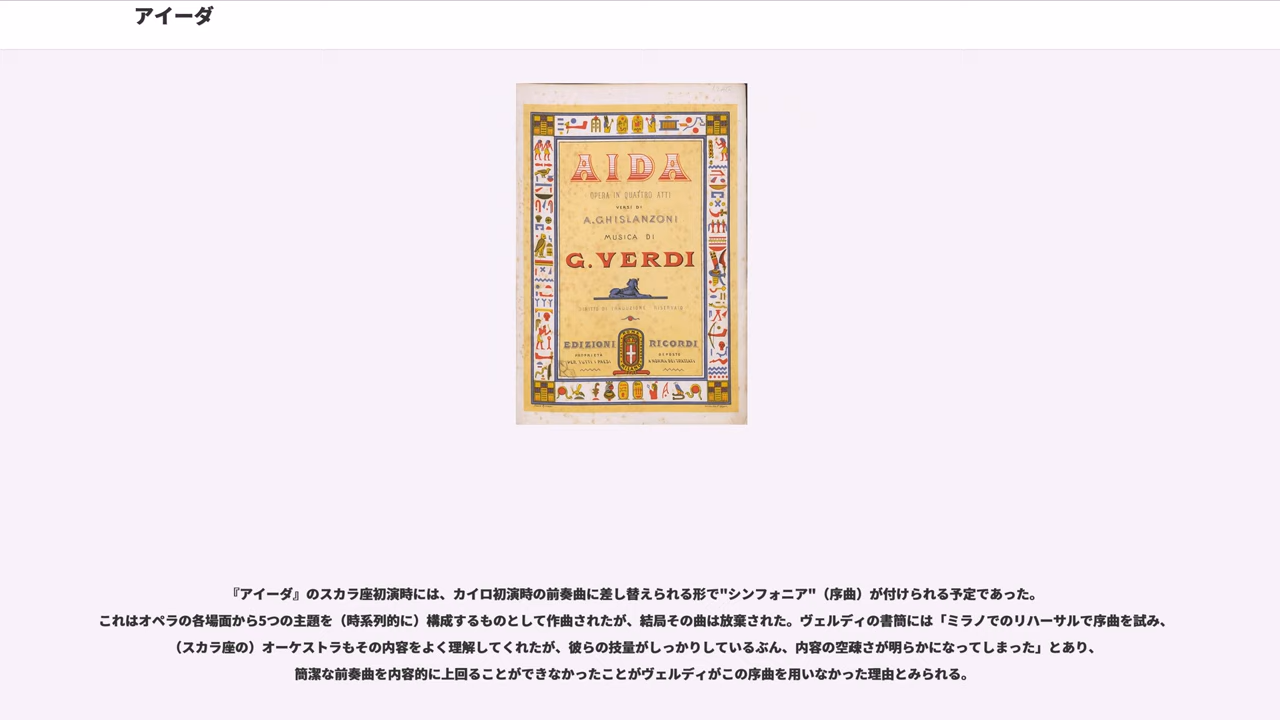 アイーダ
AIDA
OPERA IN QUATTRO ATTI
VERSI DI
A.GHISLANZONI
MUSICA DI
G.VERDI
EDIZIONI RICORDI
『アイーダ』のスカラ座初演時には、カイロ初演時の前奏曲に差し替えられる形で"シンフォニア"（序曲）が付けられる予定であった。
これはオペラの各場面から5つの主題を（時系列的に）構成するものとして作曲されたが、結局その曲は放棄された。ヴェルディの書簡には「ミラノでのリハーサルで序曲を試み、
（スカラ座の）オーケストラもその内容をよく理解してくれたが、彼らの技量がしっかりしているぶん、内容の空疎さが明らかになってしまった」とあり、
簡潔な前奏曲を内容的に上回ることができなかったことがヴェルディがこの序曲を用いなかった理由とみられる。